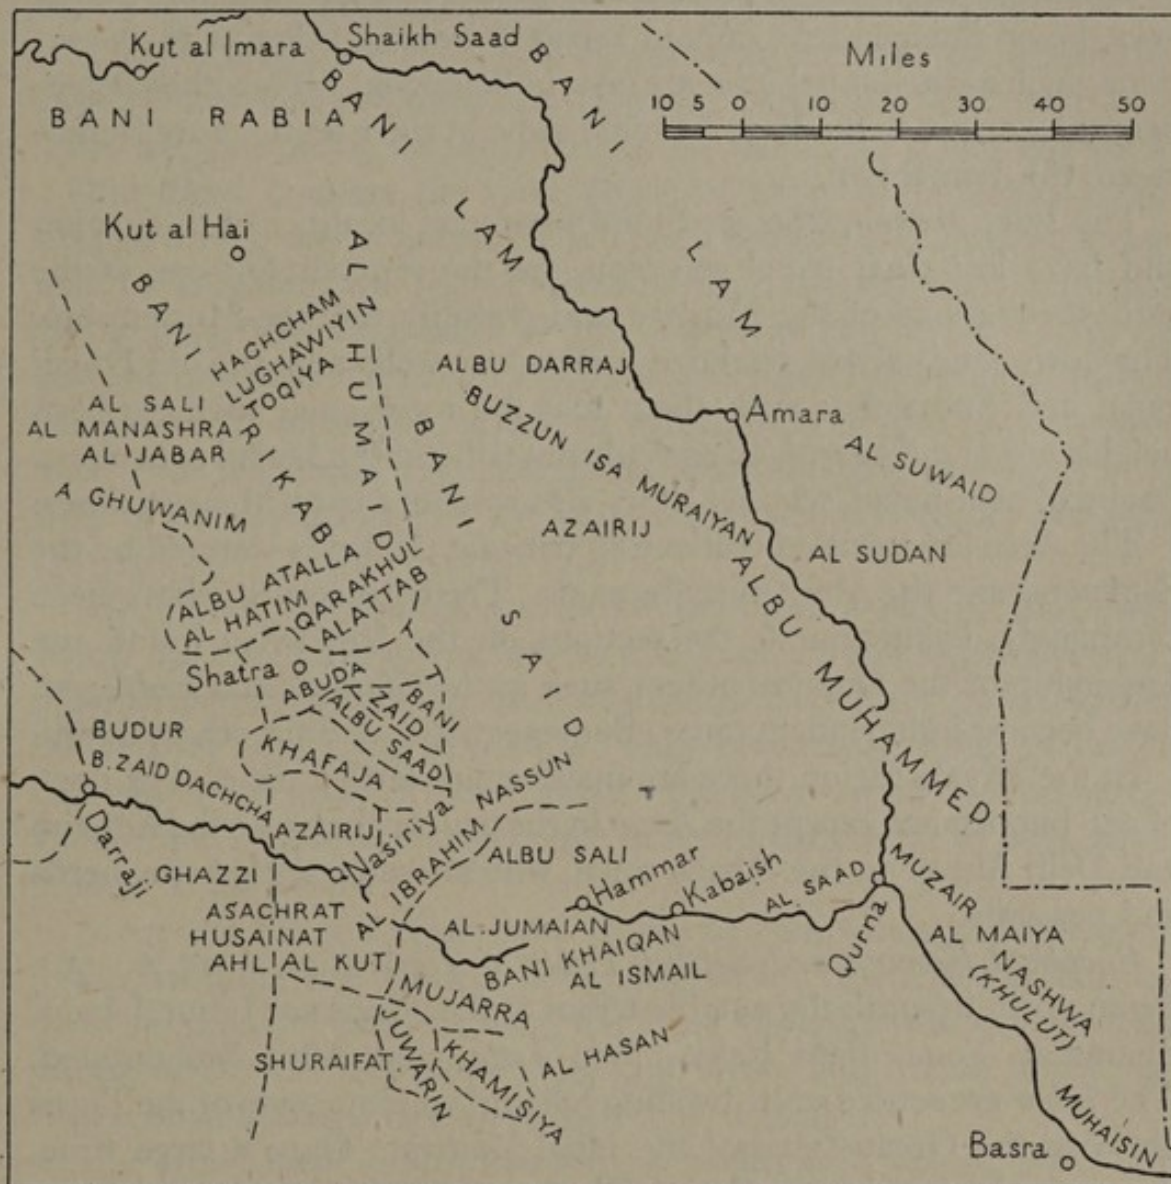 Kut al Imara
Shaikh Saad
Miles
10 5 0 10 20 30 40 50
BANI RABIA
BANI LAM
BANI LAM
Kut al Hai
BANI RIKAB
HACHCHAM
LUGHAWIYIN
TOQIYA
AL HUMAID
ALBU DARRAJ
BUZZUN ISA MURAIYAN
Amara
AL SUWAID
AL SALI
AL MANASHRA
AL JABAR
A GHUWANIM
BANI SAID
AZAIRIJ
AL SUDAN
ALBU MUHAMMED
ALBU ATALLA
AL HATIM
QARAKHUL
ALATTAB
Shatra
ABUDA
BANI
ZAID
ALBU SAAD
KHAFAJA
BUDUR
B. ZAID DACHCHA
AZAIRIJ
Darraji
Nasiriya
AL IBRAHIM NASSUN
GHAZZI
ALBU SALI
Hammar
Kabaish
AL SAAD
MUZAIR
Qurna
ASACHRAT
HUSAINAT
AHL AL KUT
AL JUMAIAN
BANI KHAIQAN
AL ISMAIL
AL MAIYA
NASHWA
(KHULUT)
MUJARRA
JUWARIN
KHAMISIYA
AL HASAN
SHURAIFAT
MUHAISIN
Basra